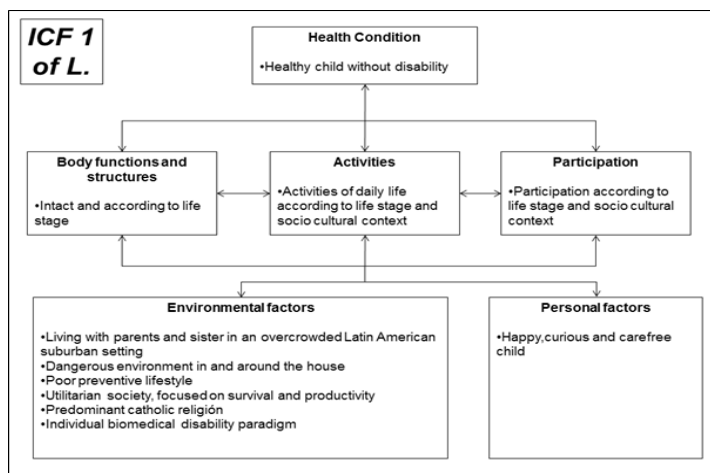 ICF 1
of L.
Health Condition
•Healthy child without disability
Body functions and
structures
•Intact and according to life
stage
Activities
•Activities of daily life
according to life stage and
socio cultural context
Participation
•Participation according to
life stage and socio cultural
context
Environmental factors
•Living with parents and sister in an overcrowded Latin American
suburban setting
•Dangerous environment in and around the house
•Poor preventive lifestyle
•Utilitarian society, focused on survival and productivity
•Predominant catholic religión
•Individual biomedical disability paradigm
Personal factors
•Happy,curious and carefree
child